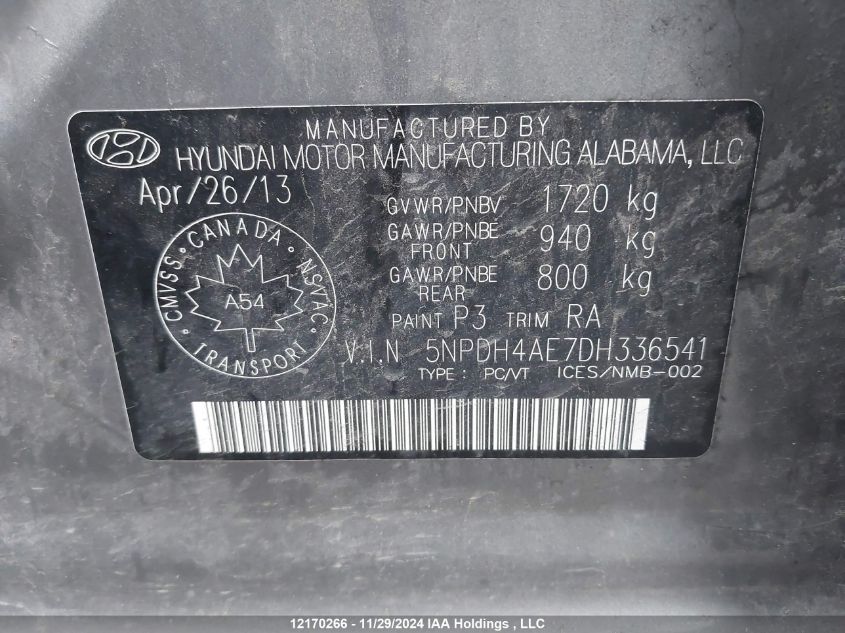 MANUFACTURED BY
HYUNDAI MOTOR MANUFACTURING ALABAMA, LLC
Apr/26/13
GVWR/PNBV 1720 kg
GAWR/PNBE FRONT 940 kg
GAWR/PNBE REAR 800 kg
CANADA
CMVSS
NSVAC
A54
TRANSPORT
PAINT P3 TRIM RA
V.I.N 5NPDH4AE7DH336541
TYPE : PC/VT ICES/NMB-002
12170266 - 11/29/2024 IAA Holdings , LLC